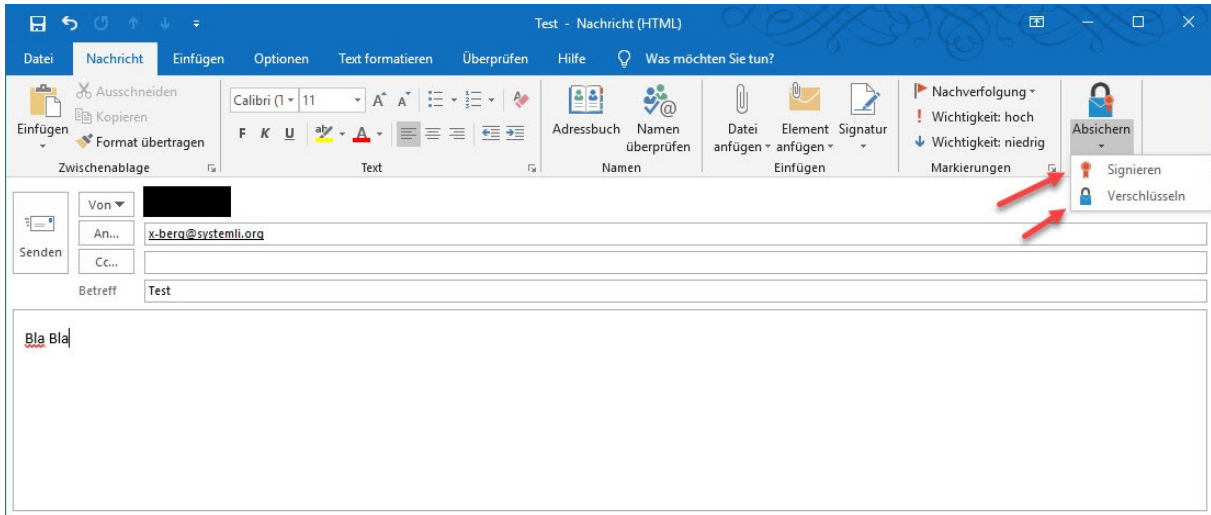 Test - Nachricht (HTML)
Datei Nachricht Einfügen Optionen Text formatieren Überprüfen Hilfe Was möchten Sie tun?
Einfügen
Ausschneiden
Kopieren
Format übertragen
Zwischenablage
Calibri (T 11
F K U
Text
Adressbuch
Namen überprüfen
Namen
Datei anfügen
Element anfügen
Signatur
Einfügen
Nachverfolgung
Wichtigkeit: hoch
Wichtigkeit: niedrig
Markierungen
Absichern
Signieren
Verschlüsseln
Senden
Von
An... x-berg@systemli.org
Cc...
Betreff Test
Bla Bla